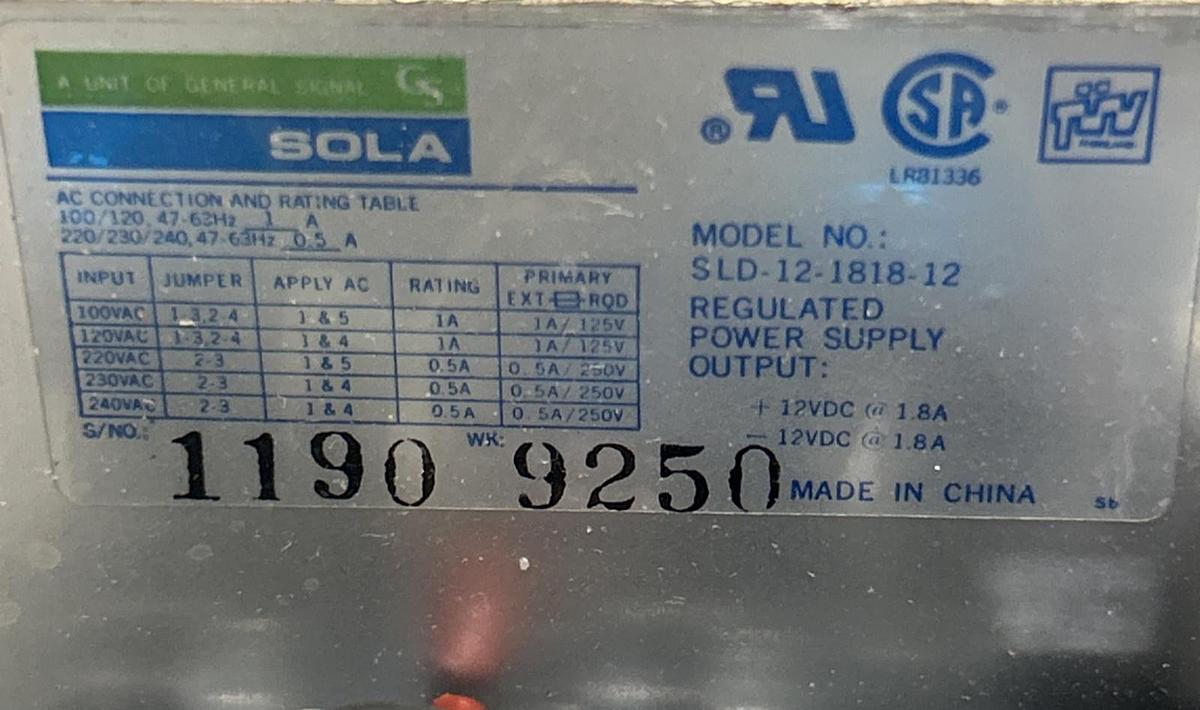 A UNIT OF GENERAL SIGNAL GS
SOLA
AC CONNECTION AND RATING TABLE
100/120, 47-63Hz 1 A
220/230/240, 47-63Hz 0.5 A
INPUT JUMPER APPLY AC RATING PRIMARY EXT RQD
100VAC 1-3,2-4 1 & 5 1A 1A/125V
120VAC 1-3,2-4 1 & 4 1A 1A/125V
220VAC 2-3 1 & 5 0.5A 0.5A/250V
230VAC 2-3 1 & 4 0.5A 0.5A/250V
240VAC 2-3 1 & 4 0.5A 0.5A/250V
S/NO.: 1190 WK: 9250
® RU SA ® TÜV
LR81336
MODEL NO.:
SLD-12-1818-12
REGULATED
POWER SUPPLY
OUTPUT:
+ 12VDC @ 1.8A
- 12VDC @ 1.8A
MADE IN CHINA Sb